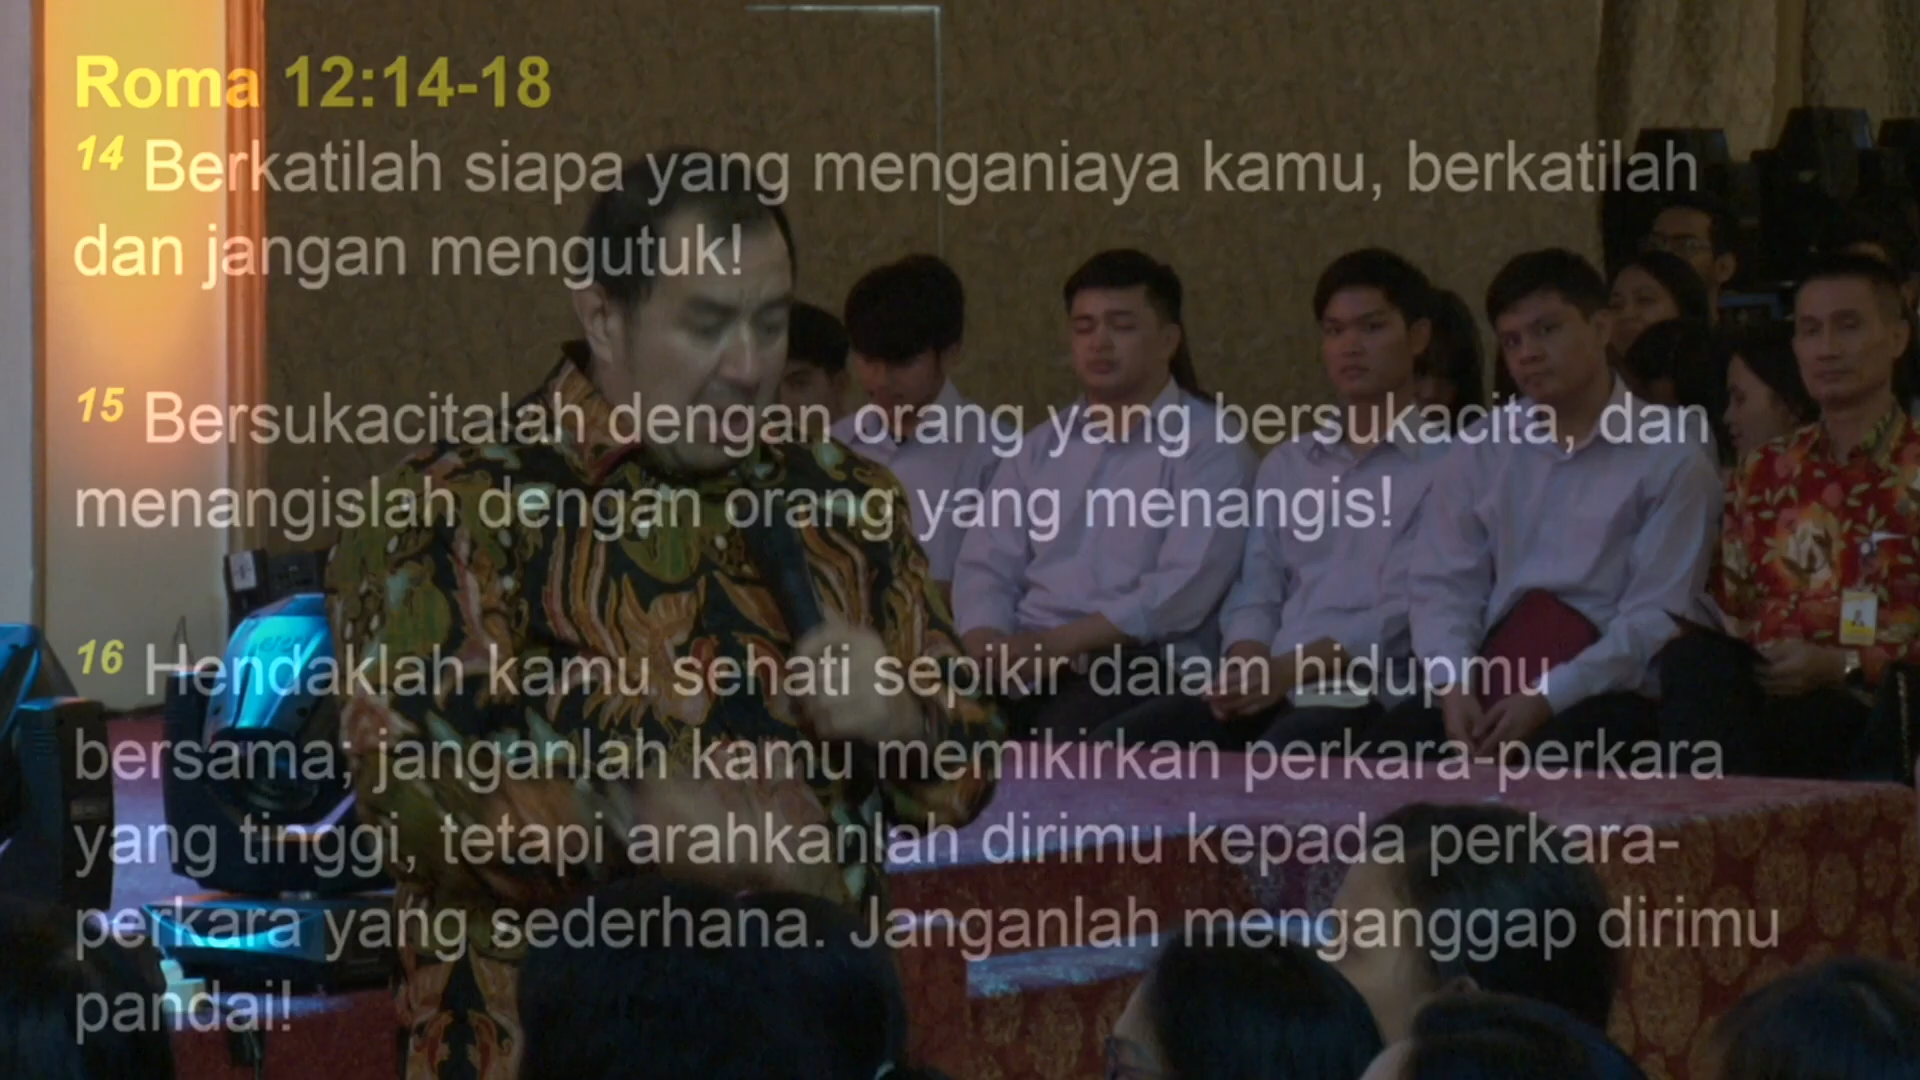 Roma 12:14-18
14 Berkatilah siapa yang menganiaya kamu, berkatilah
dan jangan mengutuk!
15 Bersukacitalah dengan orang yang bersukacita, dan
menangislah dengan orang yang menangis!
16 Hendaklah kamu sehati sepikir dalam hidupmu
bersama; janganlah kamu memikirkan perkara-perkara
yang tinggi, tetapi arahkanlah dirimu kepada perkara-
perkara yang sederhana. Janganlah menganggap dirimu
pandai!